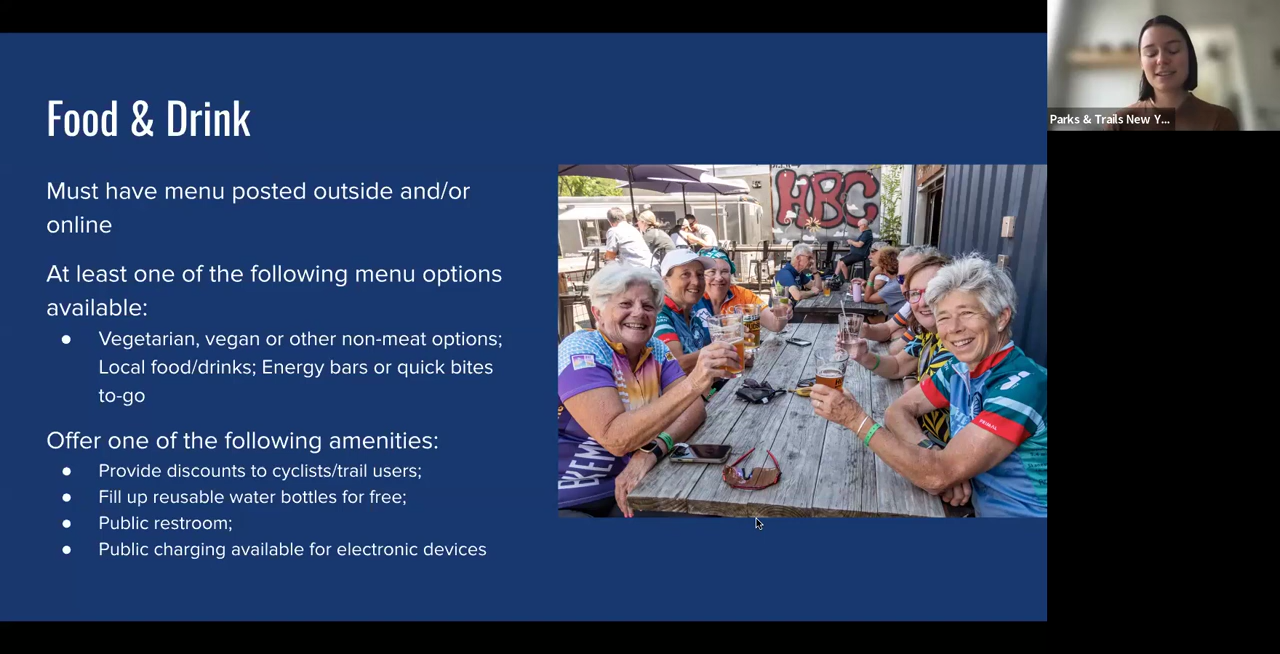 Food & Drink
Must have menu posted outside and/or
online
At least one of the following menu options
available:
● Vegetarian, vegan or other non-meat options;
Local food/drinks; Energy bars or quick bites
to-go
Offer one of the following amenities:
● Provide discounts to cyclists/trail users;
● Fill up reusable water bottles for free;
● Public restroom;
● Public charging available for electronic devices
HBC
PRIMAL
Parks & Trails New Y...